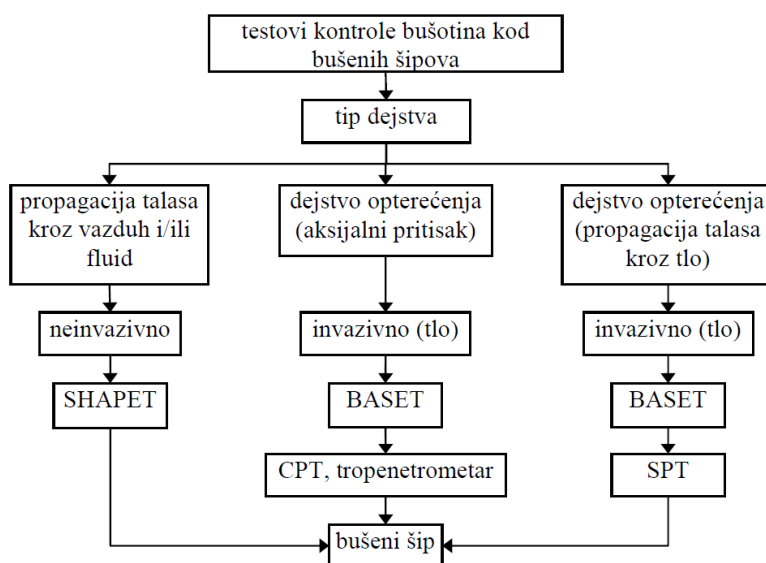 testovi kontrole bušotina kod
bušenih šipova
tip dejstva
propagacija talasa
kroz vazduh i/ili
fluid
dejstvo opterećenja
(aksijalni pritisak)
dejstvo opterećenja
(propagacija talasa
kroz tlo)
neinvazivno
invazivno (tlo)
invazivno (tlo)
SHAPET
BASET
BASET
CPT, tropenetrometar
SPT
bušeni šip